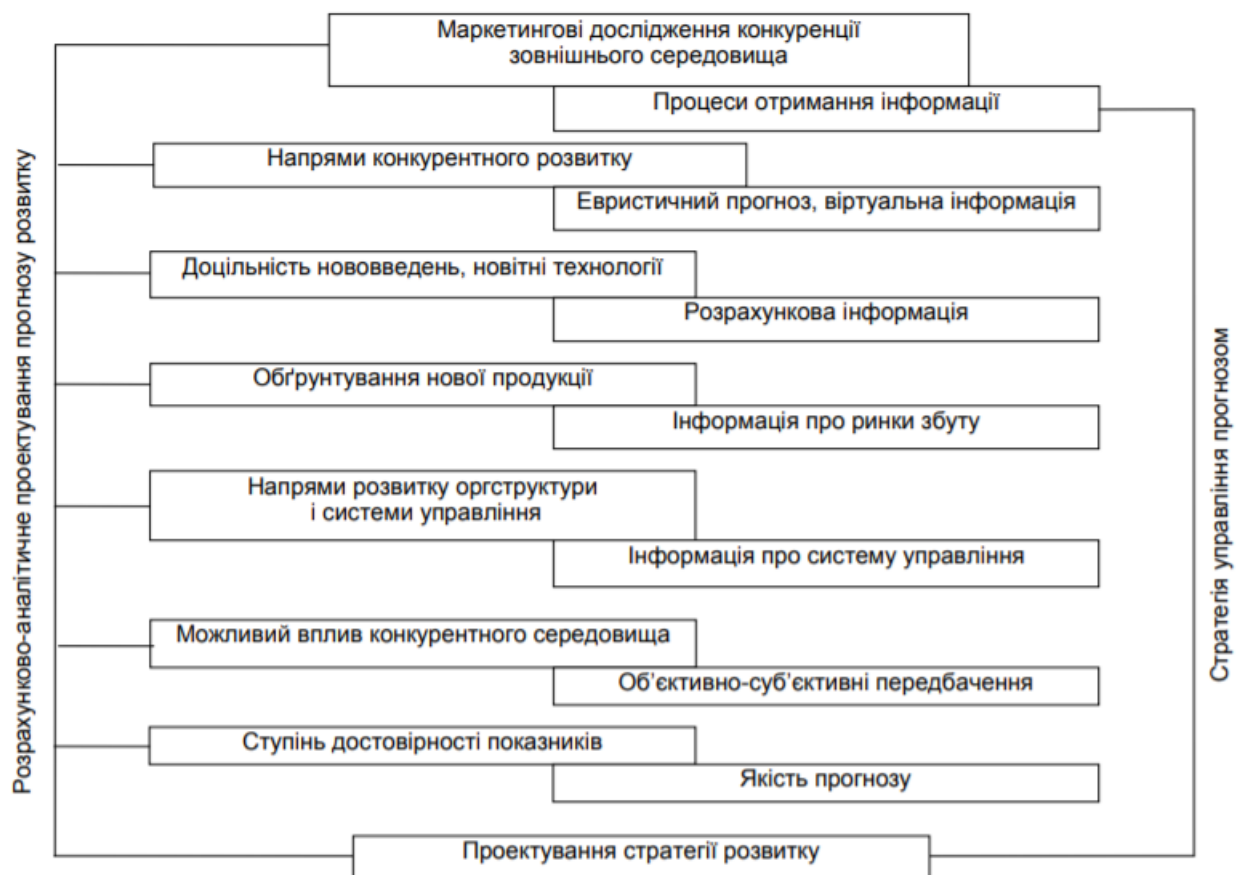 Маркетингові дослідження конкуренції
зовнішнього середовища
Процеси отримання інформації
Напрями конкурентного розвитку
Евристичний прогноз, віртуальна інформація
Доцільність нововведень, новітні технології
Розрахункова інформація
Обґрунтування нової продукції
Інформація про ринки збуту
Напрями розвитку оргструктури
і системи управління
Інформація про систему управління
Можливий вплив конкурентного середовища
Об’єктивно-суб’єктивні передбачення
Ступінь достовірності показників
Якість прогнозу
Проектування стратегії розвитку
Розрахунково-аналітичне проектування прогнозу розвитку
Стратегія управління прогнозом